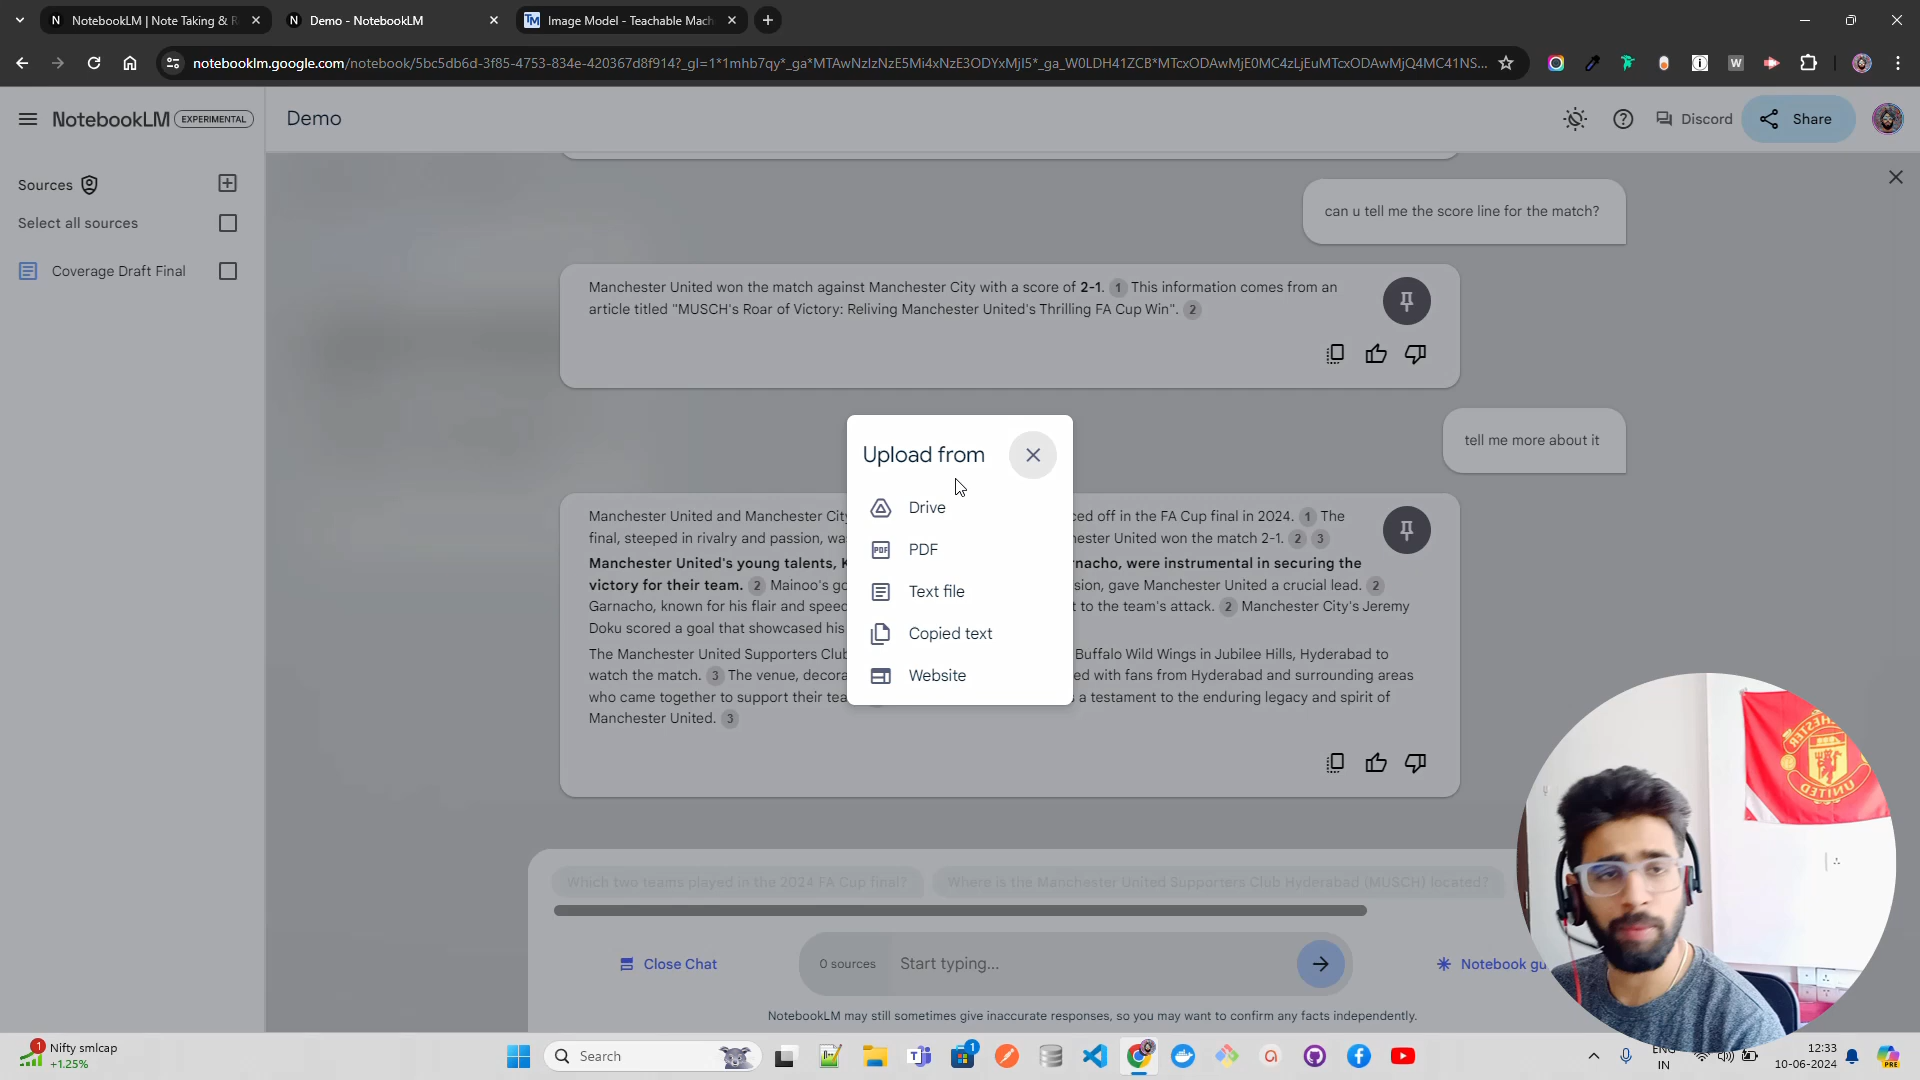 NotebookLM | Note Taking & R
Demo - NotebookLM
Image Model - Teachable Mach
notebooklm.google.com/notebook/5bc5db6d-3f85-4753-834e-420367d8f914?_gl=1*1mhb7qy*_ga*MTAwNzIzNzE5Mi4xNzE3ODYxMjI5*_ga_W0LDH41ZCB*MTcxODAwMjE0MC4zLjEuMTcxODAwMjQ4MC41NS...
NotebookLM EXPERIMENTAL
Demo
Discord
Share
Sources
Select all sources
Coverage Draft Final
can u tell me the score line for the match?
Manchester United won the match against Manchester City with a score of 2-1. 1 This information comes from an
article titled "MUSCH's Roar of Victory: Reliving Manchester United's Thrilling FA Cup Win". 2
tell me more about it
Upload from
Drive
PDF
Text file
Copied text
Website
Manchester United and Manchester City ced off in the FA Cup final in 2024. 1 The
final, steeped in rivalry and passion, wa hester United won the match 2-1. 2 3
Manchester United's young talents, K rnacho, were instrumental in securing the
victory for their team. 2 Mainoo's go sion, gave Manchester United a crucial lead. 2
Garnacho, known for his flair and speed t to the team's attack. 2 Manchester City's Jeremy
Doku scored a goal that showcased his
The Manchester United Supporters Club Buffalo Wild Wings in Jubilee Hills, Hyderabad to
watch the match. 3 The venue, decora ed with fans from Hyderabad and surrounding areas
who came together to support their tea s a testament to the enduring legacy and spirit of
Manchester United. 3
Which two teams played in the 2024 FA Cup final?
Where is the Manchester United Supporters Club Hyderabad (MUSCH) located?
Close Chat
0 sources
Start typing...
Notebook gu
NotebookLM may still sometimes give inaccurate responses, so you may want to confirm any facts independently.
MANCHESTER
UNITED
Nifty smlcap
+1.25%
Search
ENG
IN
12:33
10-06-2024